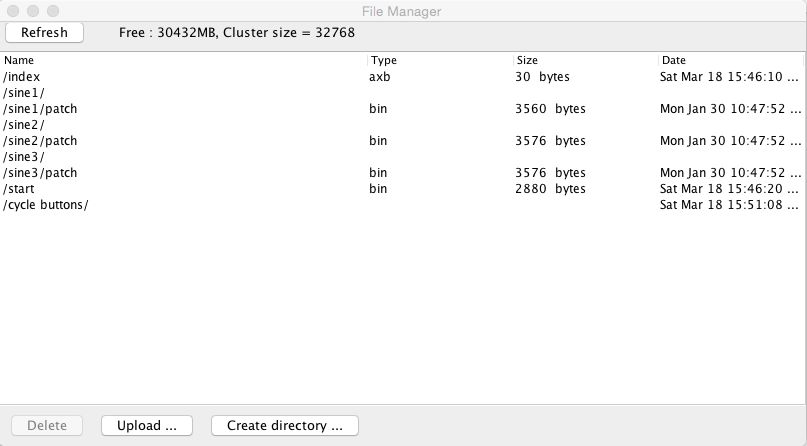 File Manager
Refresh Free : 30432MB, Cluster size = 32768
Name Type Size Date
/index axb 30 bytes Sat Mar 18 15:46:10 ...
/sine1/
/sine1/patch bin 3560 bytes Mon Jan 30 10:47:52 ...
/sine2/
/sine2/patch bin 3576 bytes Mon Jan 30 10:47:52 ...
/sine3/
/sine3/patch bin 3576 bytes Mon Jan 30 10:47:52 ...
/start bin 2880 bytes Sat Mar 18 15:46:20 ...
/cycle buttons/ Sat Mar 18 15:51:08 ...
Delete Upload ... Create directory ...